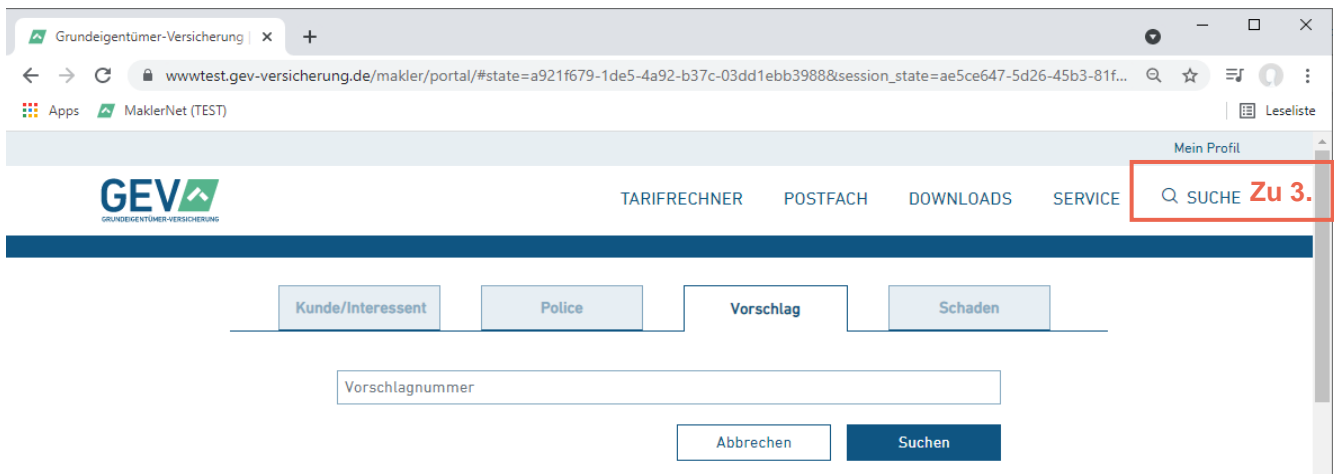 Grundeigentümer-Versicherung |
wwwtest.gev-versicherung.de/makler/portal/#state=a921f679-1de5-4a92-b37c-03dd1ebb3988&session_state=ae5ce647-5d26-45b3-81f...
Apps MaklerNet (TEST) Leseliste
Mein Profil
GEV
GRUNDEIGENTÜMER-VERSICHERUNG
TARIFRECHNER POSTFACH DOWNLOADS SERVICE SUCHE Zu 3.
Kunde/Interessent Police Vorschlag Schaden
Vorschlagnummer
Abbrechen Suchen